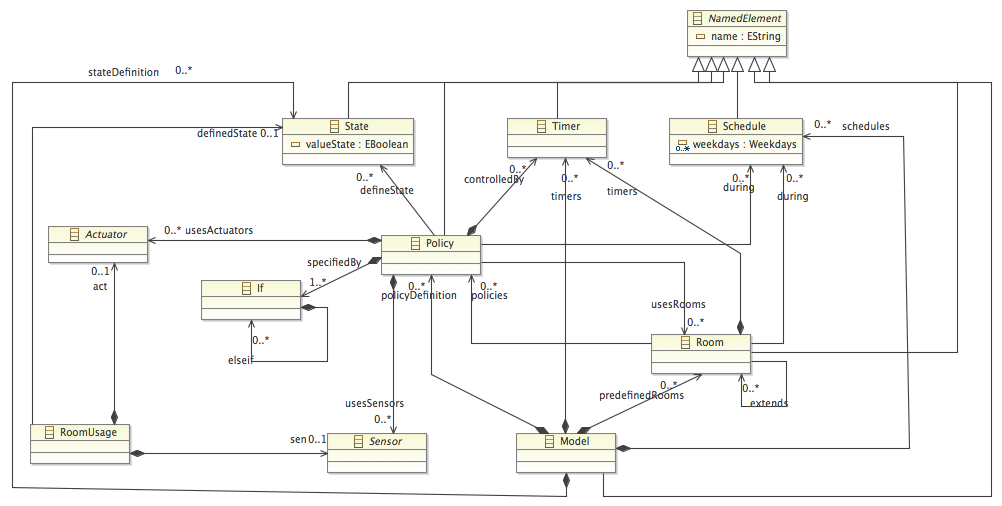 NamedElement
name : EString
stateDefinition 0..*
definedState 0..1
State
valueState : EBoolean
Timer
Schedule
0..* weekdays : Weekdays
0..* schedules
0..*
defineState
controlledBy
0..*
0..*
timers
0..*
timers
0..*
during
0..*
during
Actuator
0..* usesActuators
Policy
0..1
act
specifiedBy
1..*
If
0..*
elseif
0..*
policyDefinition
0..*
policies
usesRooms
0..*
Room
0..*
predefinedRooms
0..*
extends
usesSensors
0..*
RoomUsage
sen 0..1
Sensor
Model